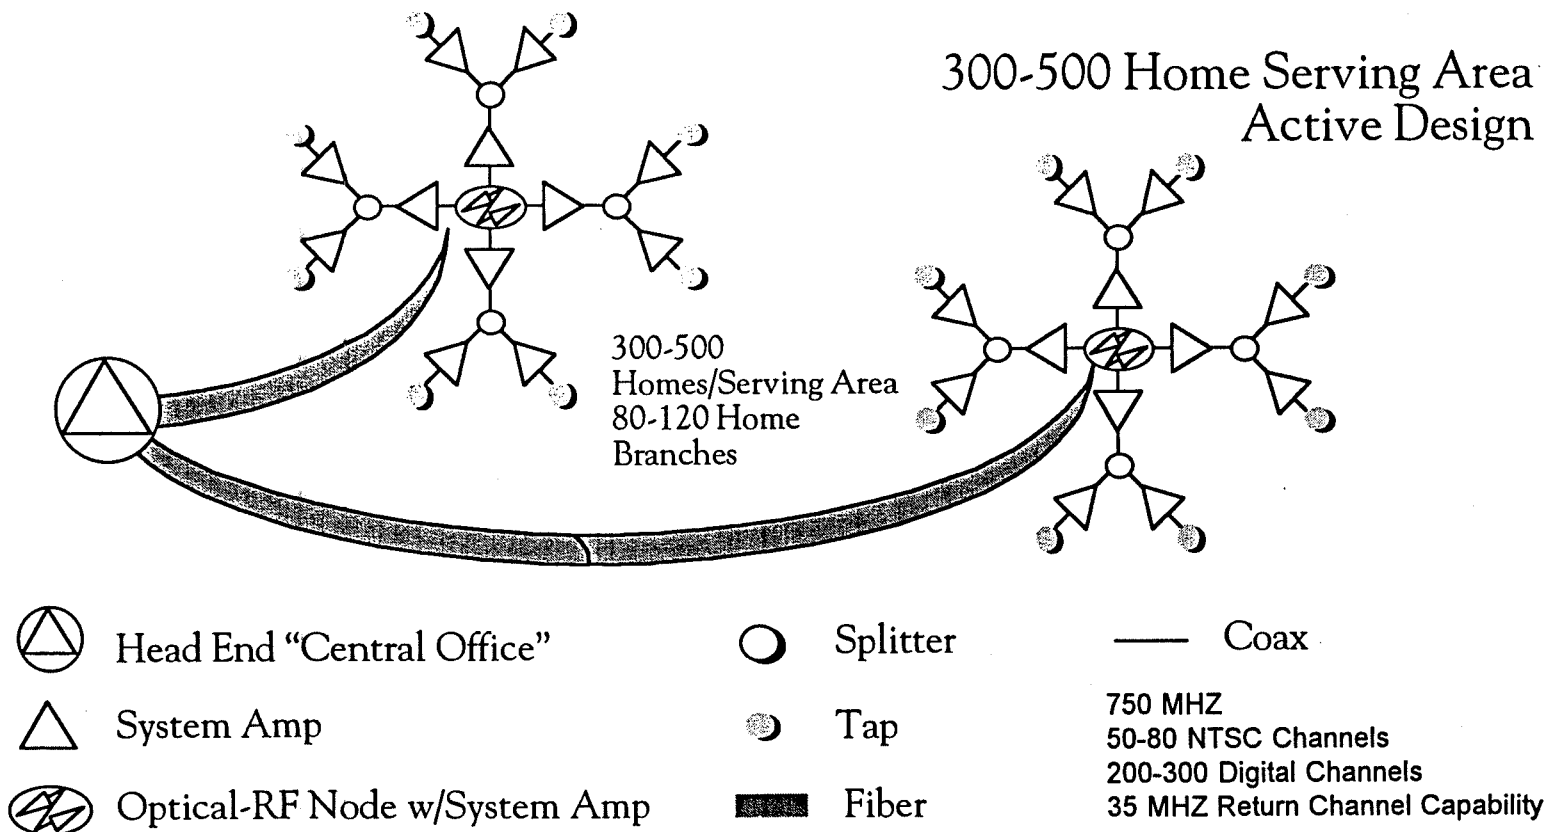 300-500 Home Serving Area
Active Design
300-500
Homes/Serving Area
80-120 Home
Branches
Head End “Central Office”
System Amp
Optical-RF Node w/System Amp
Splitter
Tap
Fiber
Coax
750 MHZ
50-80 NTSC Channels
200-300 Digital Channels
35 MHZ Return Channel Capability